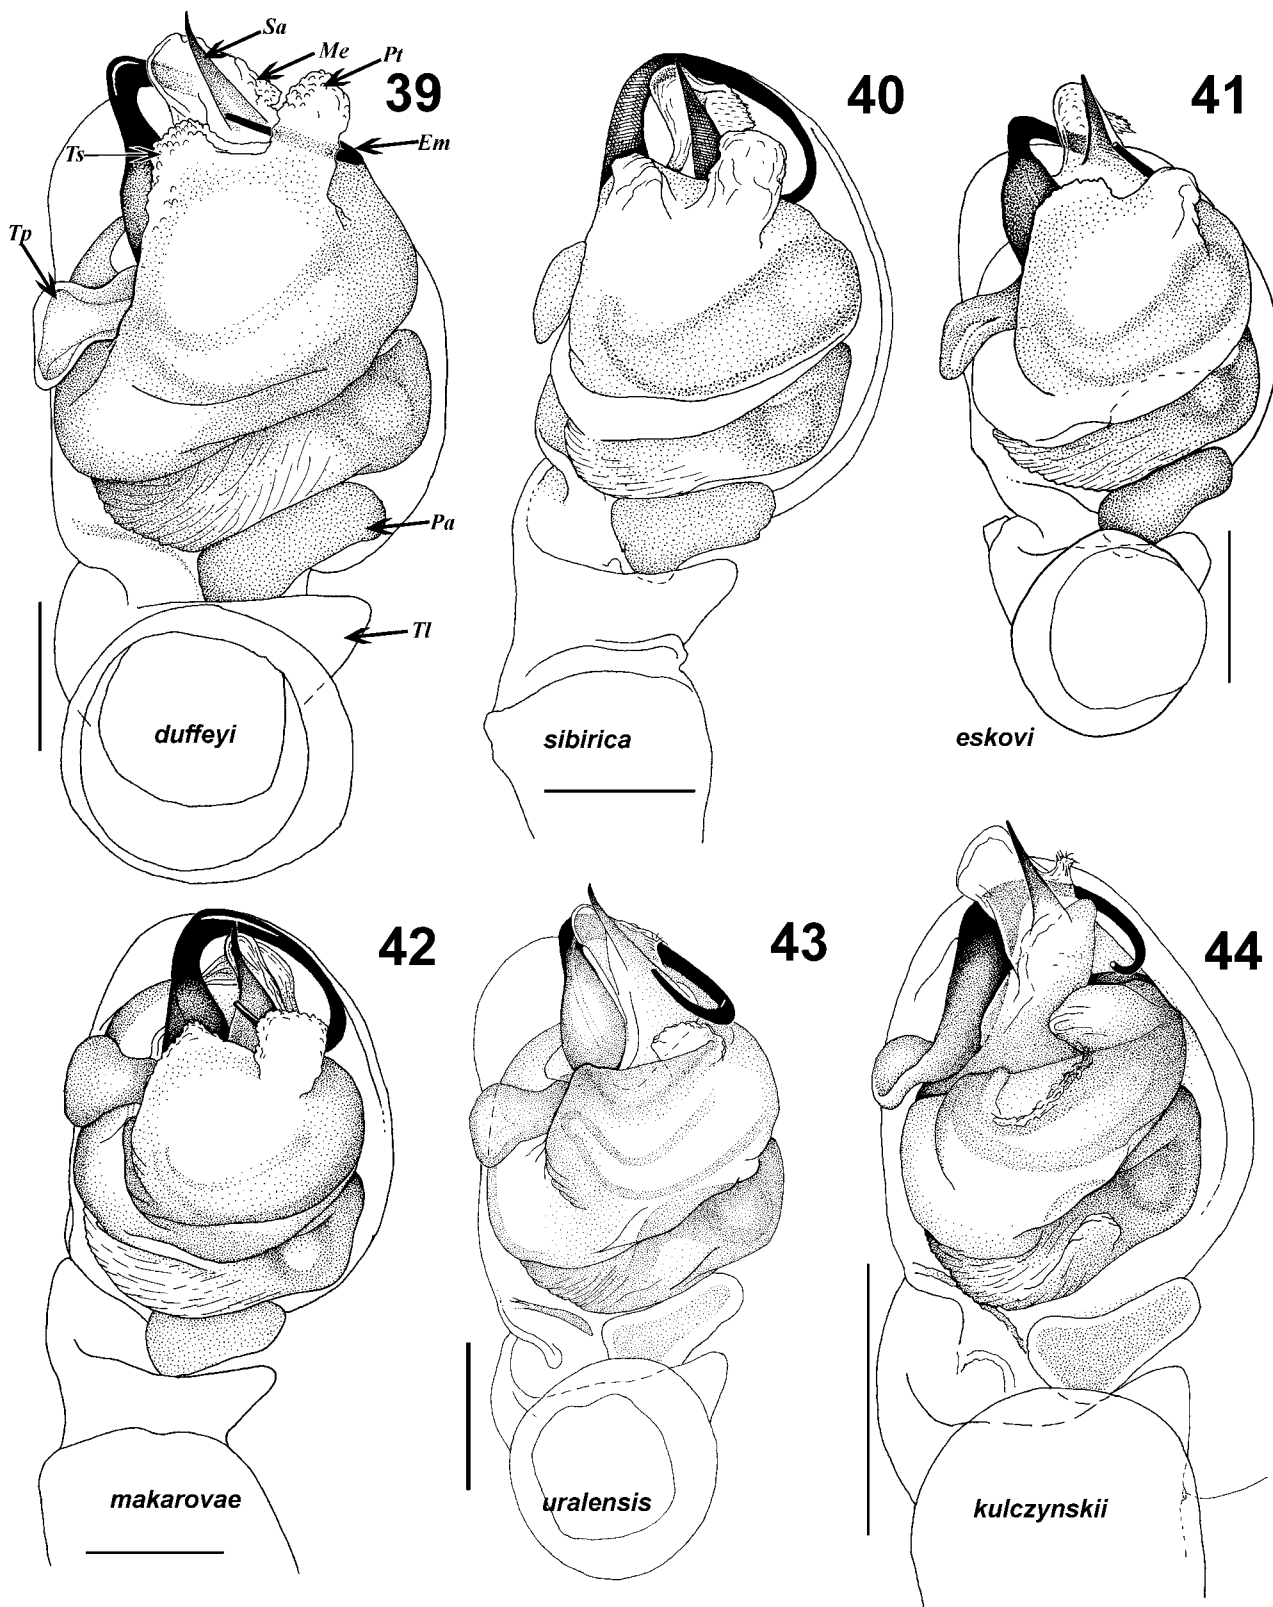 Sa
Me
Pt
39
40
41
Ts
Em
Tp
Pa
Tl
duffeyi
sibirica
eskovi
42
43
44
makarovae
uralensis
kulczynskii